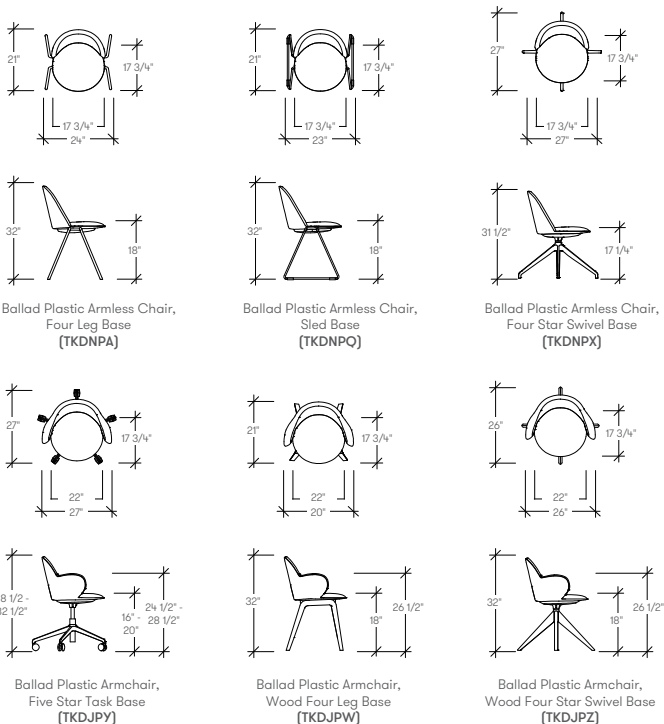 21"
17 3/4"
17 3/4"
24"
21"
17 3/4"
17 3/4"
23"
27"
17 3/4"
17 3/4"
27"
32"
18"
32"
18"
31 1/2"
17 1/4"
Ballad Plastic Armless Chair,
Four Leg Base
(TKDNPA)
Ballad Plastic Armless Chair,
Sled Base
(TKDNPQ)
Ballad Plastic Armless Chair,
Four Star Swivel Base
(TKDNPX)
27"
17 3/4"
22"
27"
21"
17 3/4"
22"
20"
26"
17 3/4"
22"
26"
8 1/2 -
32 1/2"
16" -
20"
24 1/2" -
28 1/2"
32"
18"
26 1/2"
32"
18"
26 1/2"
Ballad Plastic Armchair,
Five Star Task Base
(TKDJPY)
Ballad Plastic Armchair,
Wood Four Leg Base
(TKDJPW)
Ballad Plastic Armchair,
Wood Four Star Swivel Base
(TKDJPZ)